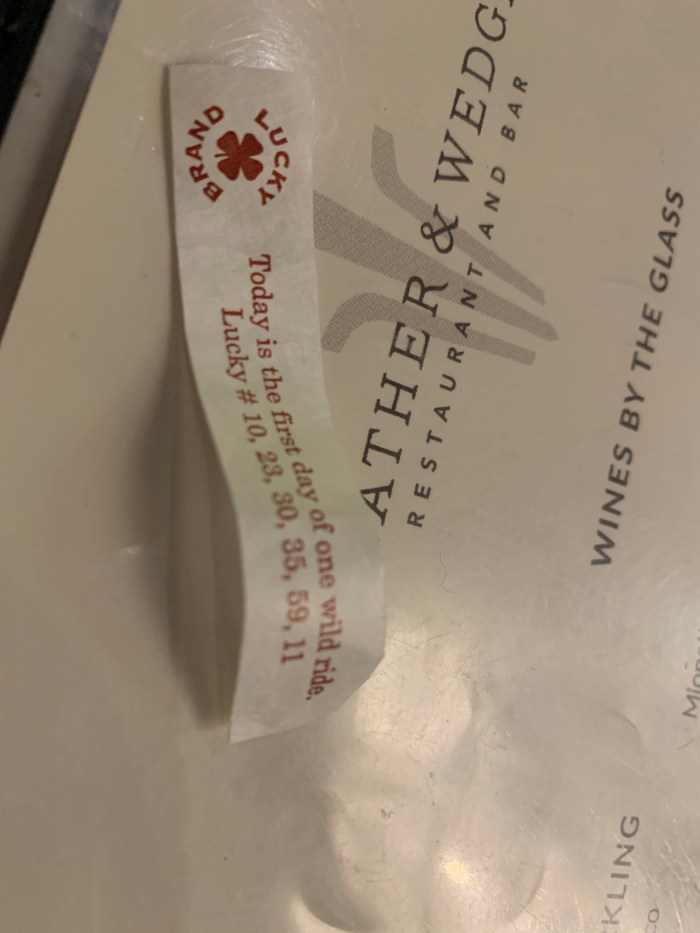 LUCKY
BRAND
Today is the first day of one wild ride.
Lucky # 10, 23, 30, 35, 59, 11
ATHER & WEDG
RESTAURANT AND BAR
WINES BY THE GLASS
KLING